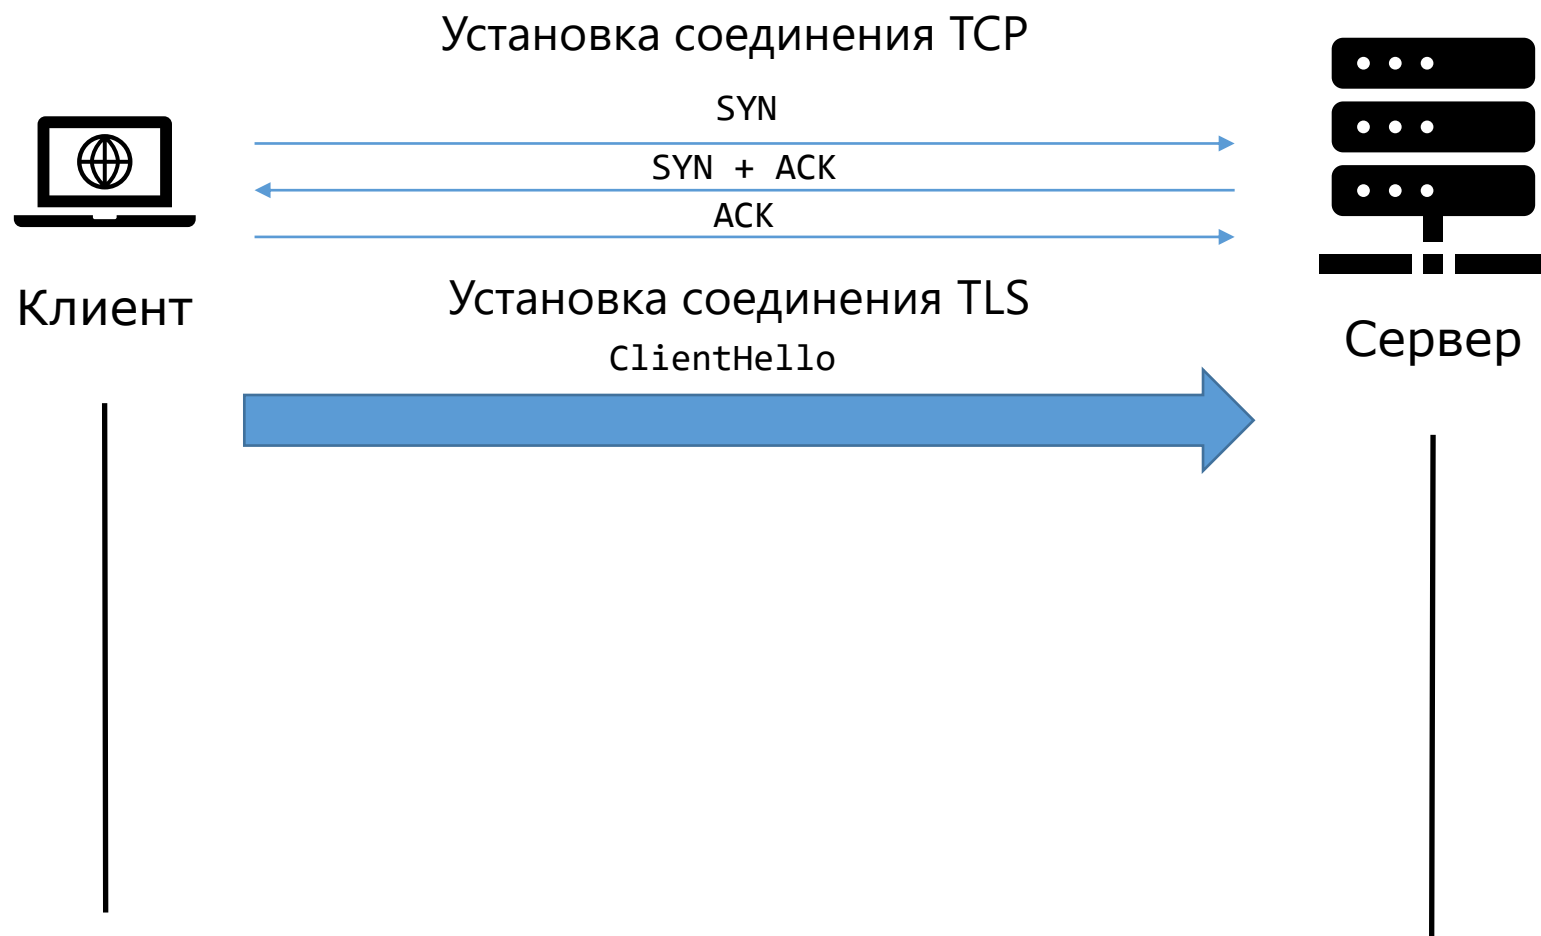 Установка соединения TCP
SYN
SYN + ACK
ACK
Клиент
Установка соединения TLS
Сервер
ClientHello